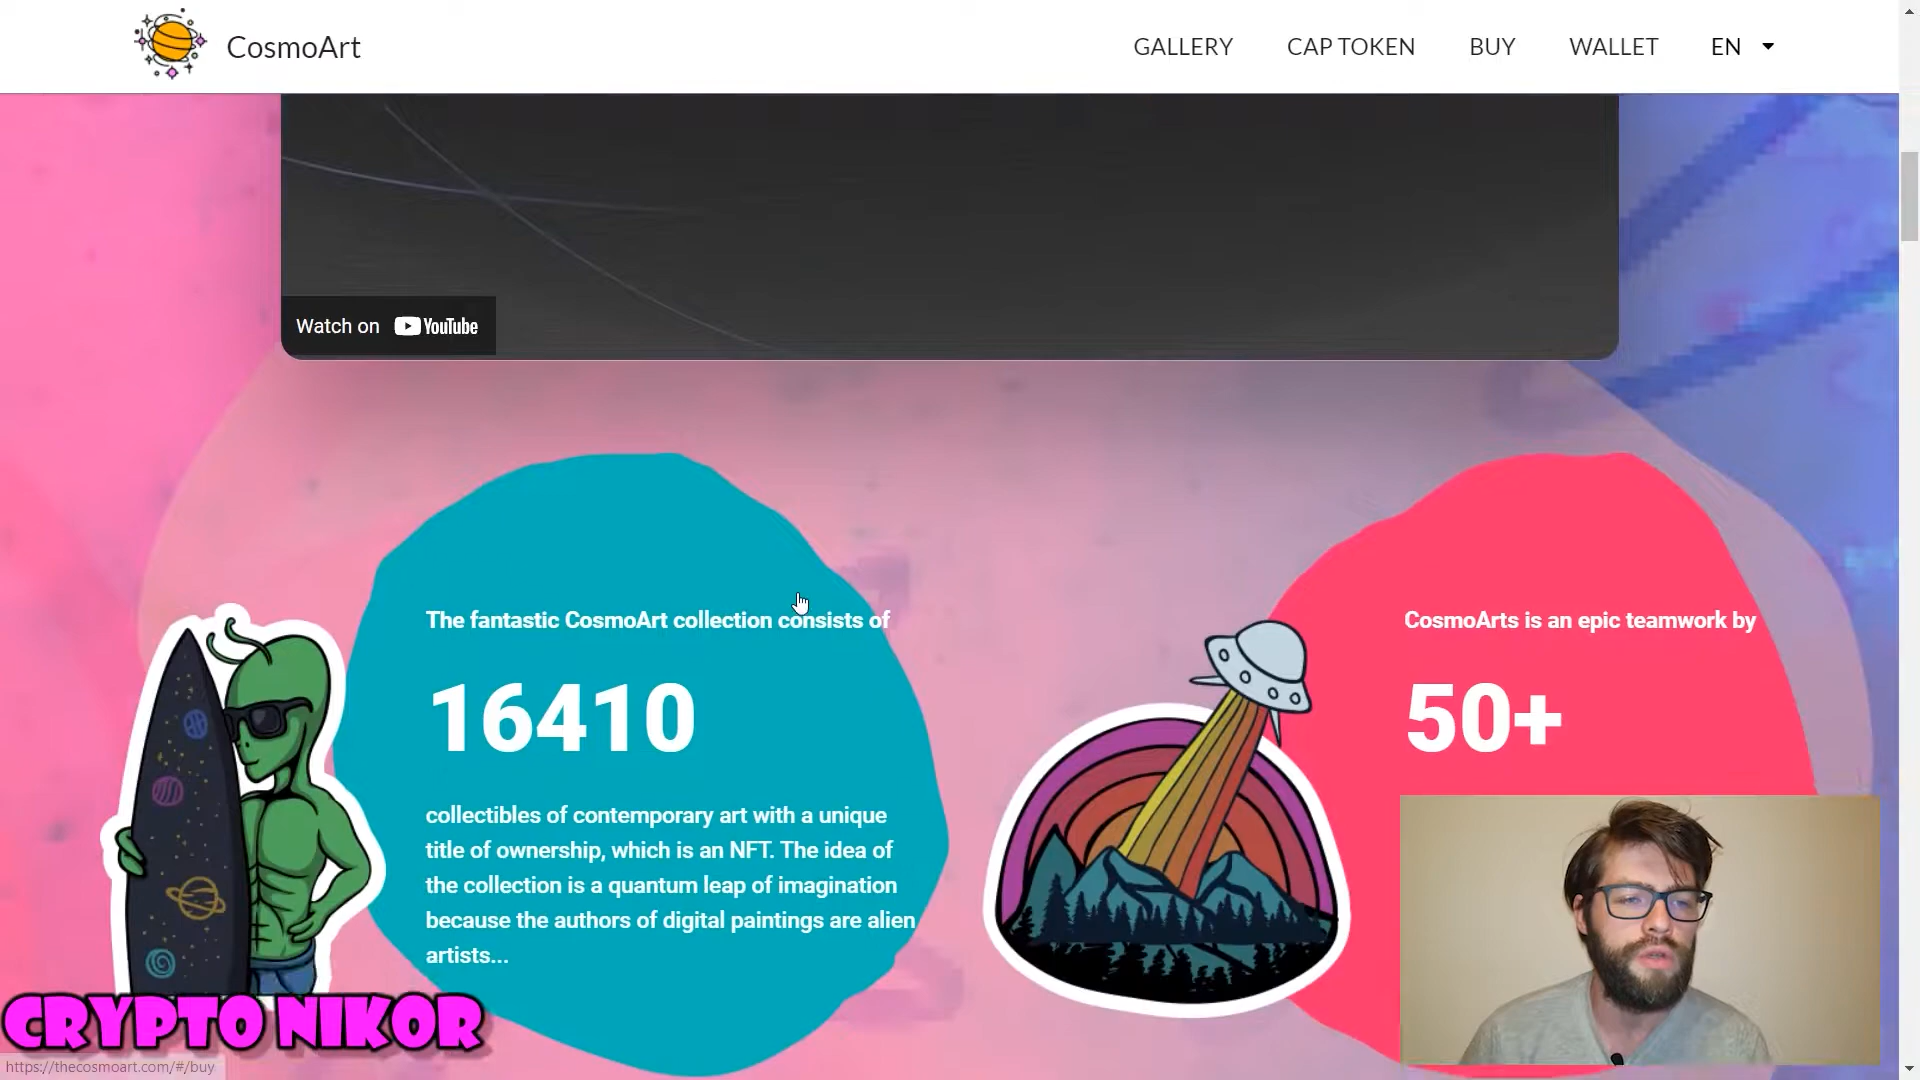 CosmoArt
GALLERY
CAP TOKEN
BUY
WALLET
EN
Watch on YouTube
The fantastic CosmoArt collection consists of
16410
collectibles of contemporary art with a unique
title of ownership, which is an NFT. The idea of
the collection is a quantum leap of imagination
because the authors of digital paintings are alien
artists...
CosmoArts is an epic teamwork by
50+
CRYPTO NIKOR
https://thecosmoart.com/#/buy